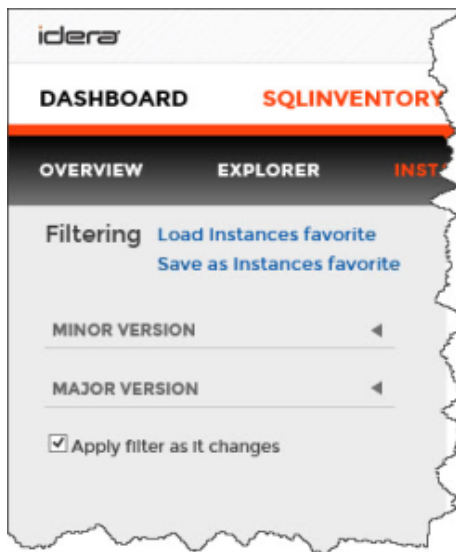 idera
DASHBOARD SQLINVENTORY
OVERVIEW EXPLORER INST
Filtering Load Instances favorite
Save as Instances favorite
MINOR VERSION
MAJOR VERSION
Apply filter as it changes